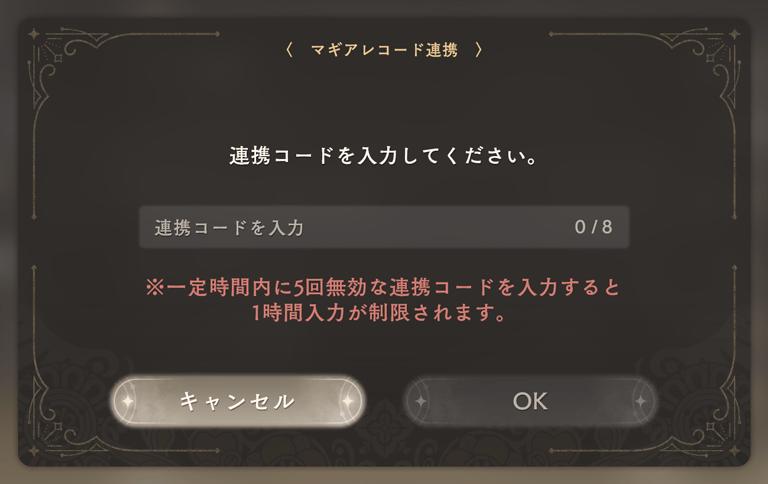 〈 マギアレコード連携 〉
連携コードを入力してください。
連携コードを入力 0/8
※一定時間内に5回無効な連携コードを入力すると
1時間入力が制限されます。
キャンセル OK